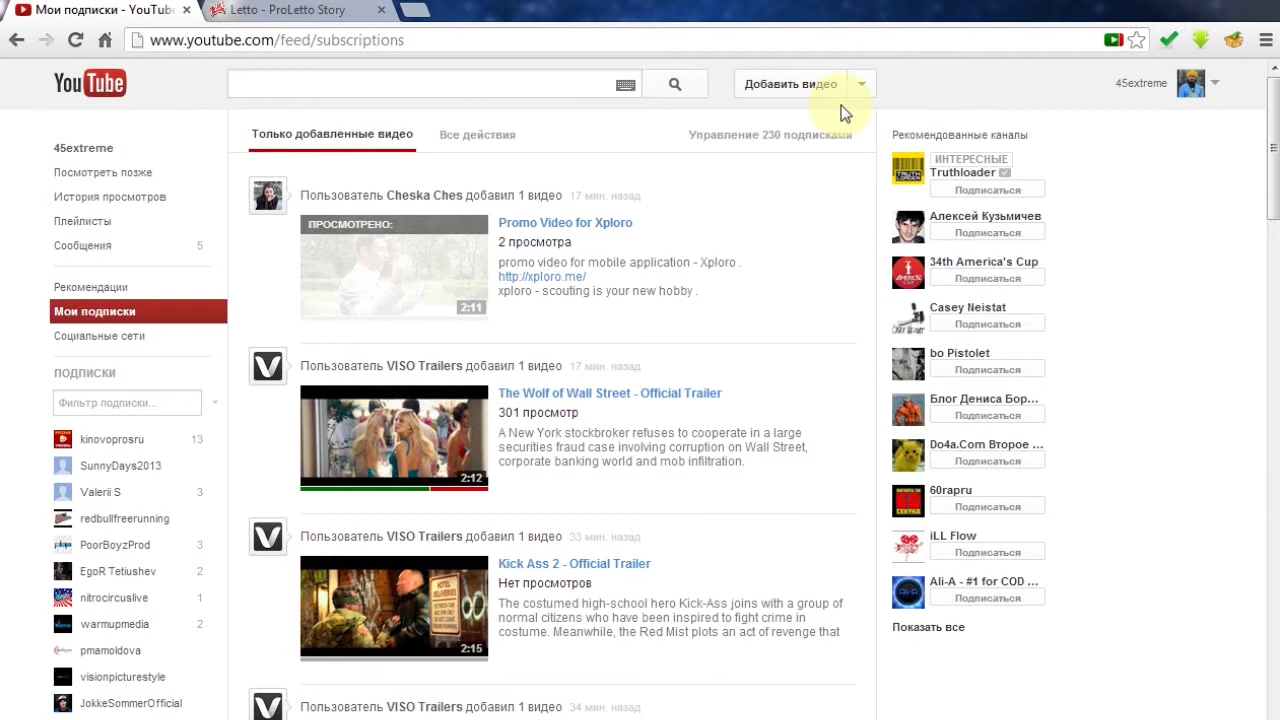 Мои подписки - YouTube
Letto - ProLetto Story
www.youtube.com/feed/subscriptions
YouTube
Добавить видео
45extreme
45extreme
Посмотреть позже
История просмотров
Плейлисты
Сообщения 5
Рекомендации
Мои подписки
Социальные сети
ПОДПИСКИ
Фильтр подписки...
kinovoprosru 13
SunnyDays2013
Valerii S 3
redbullfreerunning
PoorBoyzProd 3
EgoR Tetiushev 2
nitrocircuslive 1
warmupmedia 2
pmamoldova
visionpicturestyle
JokkeSommerOfficial
Только добавленные видео
Все действия
Управление 230 подписками
Пользователь Cheska Ches добавил 1 видео 17 мин. назад
ПРОСМОТРЕНО:
2:11
Promo Video for Xploro
2 просмотра
promo video for mobile application - Xploro .
http://xploro.me/
xploro - scouting is your new hobby .
Пользователь VISO Trailers добавил 1 видео 17 мин. назад
2:12
The Wolf of Wall Street - Official Trailer
301 просмотр
A New York stockbroker refuses to cooperate in a large
securities fraud case involving corruption on Wall Street,
corporate banking world and mob infiltration.
Пользователь VISO Trailers добавил 1 видео 33 мин. назад
HOTEL
DELIVERIES
2:15
Kick Ass 2 - Official Trailer
Нет просмотров
The costumed high-school hero Kick-Ass joins with a group of
normal citizens who have been inspired to fight crime in
costume. Meanwhile, the Red Mist plots an act of revenge that
Пользователь VISO Trailers добавил 1 видео 34 мин. назад
Рекомендованные каналы
TRUTH
LOADER
ИНТЕРЕСНЫЕ
Truthloader
Подписаться
Алексей Кузьмичев
Подписаться
34th America's Cup
Подписаться
Casey Neistat
Подписаться
bo Pistolet
Подписаться
Блог Дениса Бор...
Подписаться
Do4a.Com Второе ...
Подписаться
60rapru
Подписаться
iLL Flow
Подписаться
Ali-A - #1 for COD ...
Подписаться
Показать все